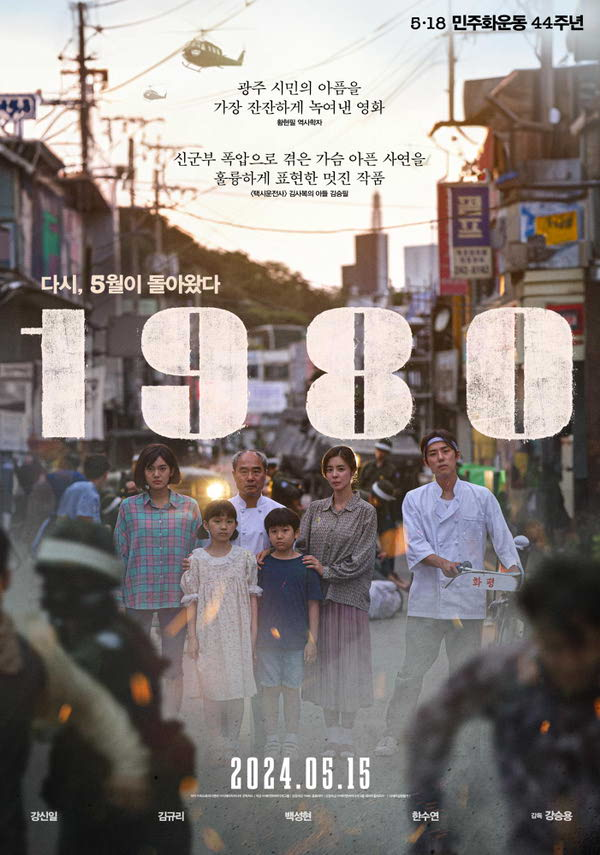 5·18 민주화운동 44주년
광주 시민의 아픔을
가장 잔잔하게 녹여낸 영화
황현필 역사학자
신군부 폭압으로 겪은 가슴 아픈 사연을
훌륭하게 표현한 멋진 작품
<택시운전사> 김사복의 아들 김승필
다시, 5월이 돌아왔다
1980
화평
2024.05.15
강신일 김규리 백성현 한수연 감독 강승용